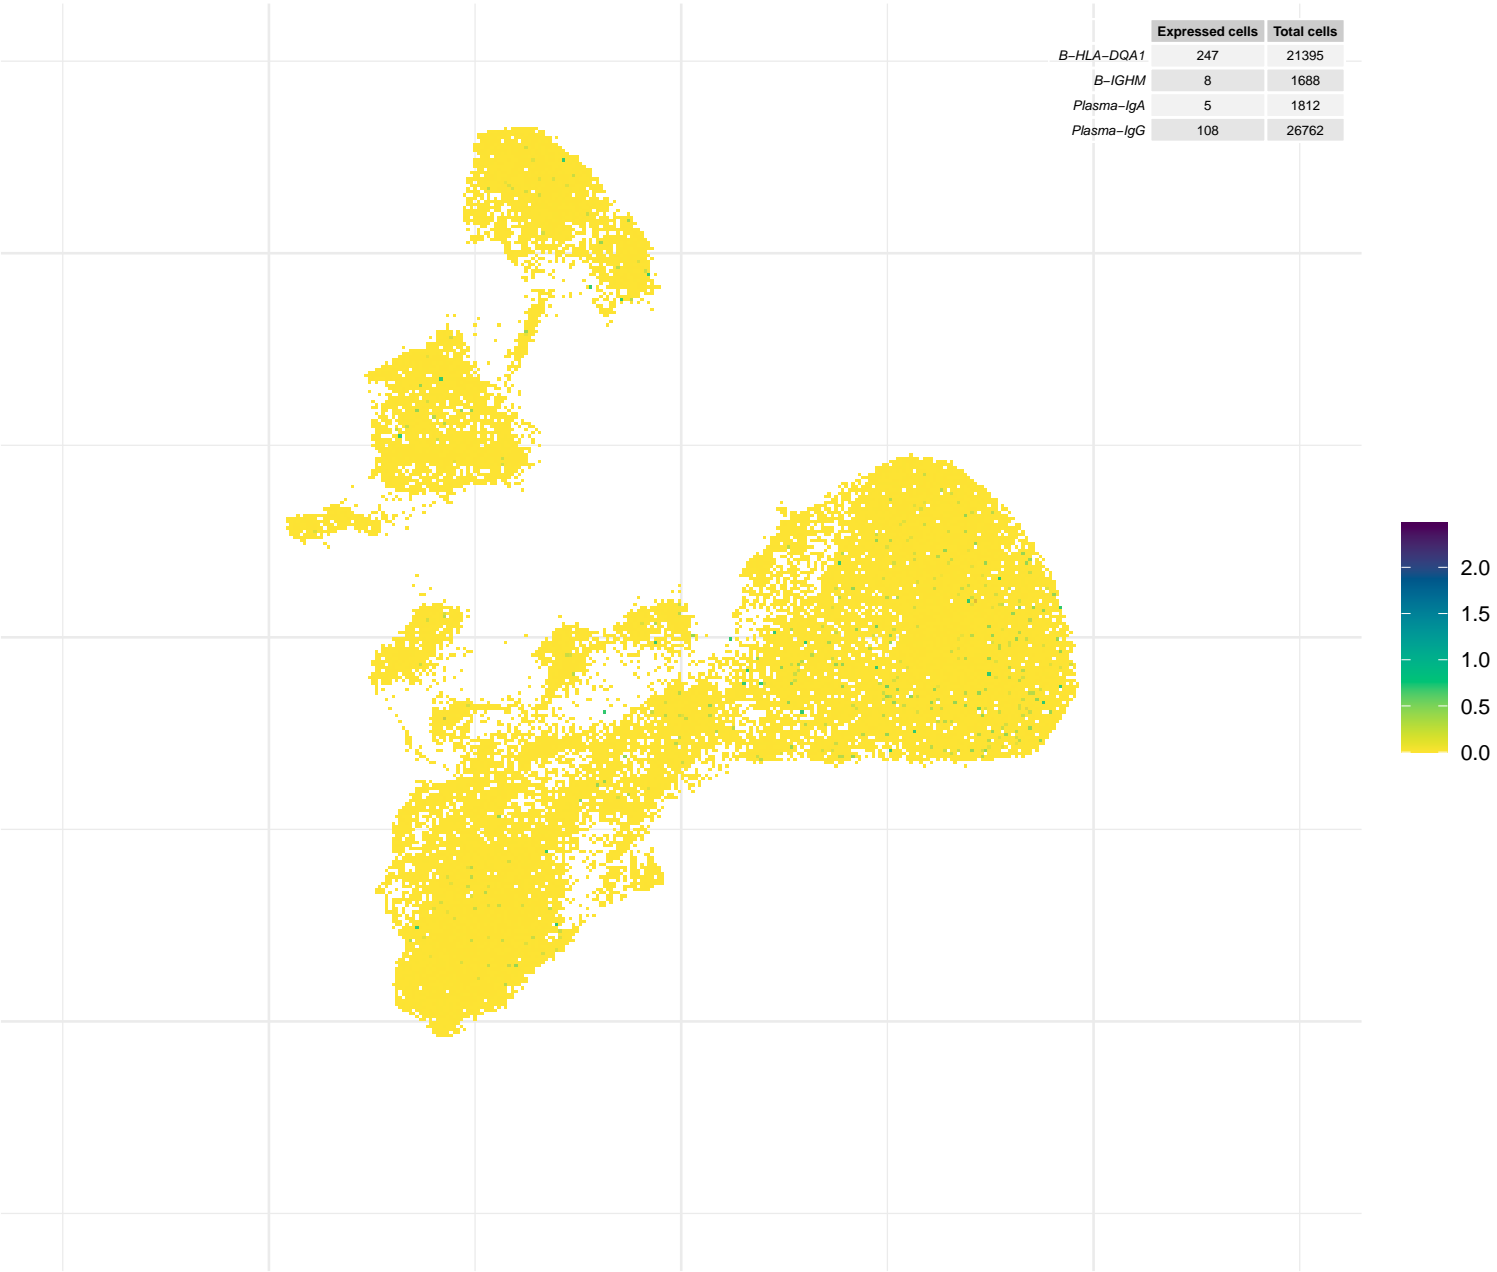 Expressed cells Total cells
B−HLA−DQA1 247 21395
B−IGHM 8 1688
Plasma−IgA 5 1812
Plasma−IgG 108 26762
2.0
1.5
1.0
0.5
0.0